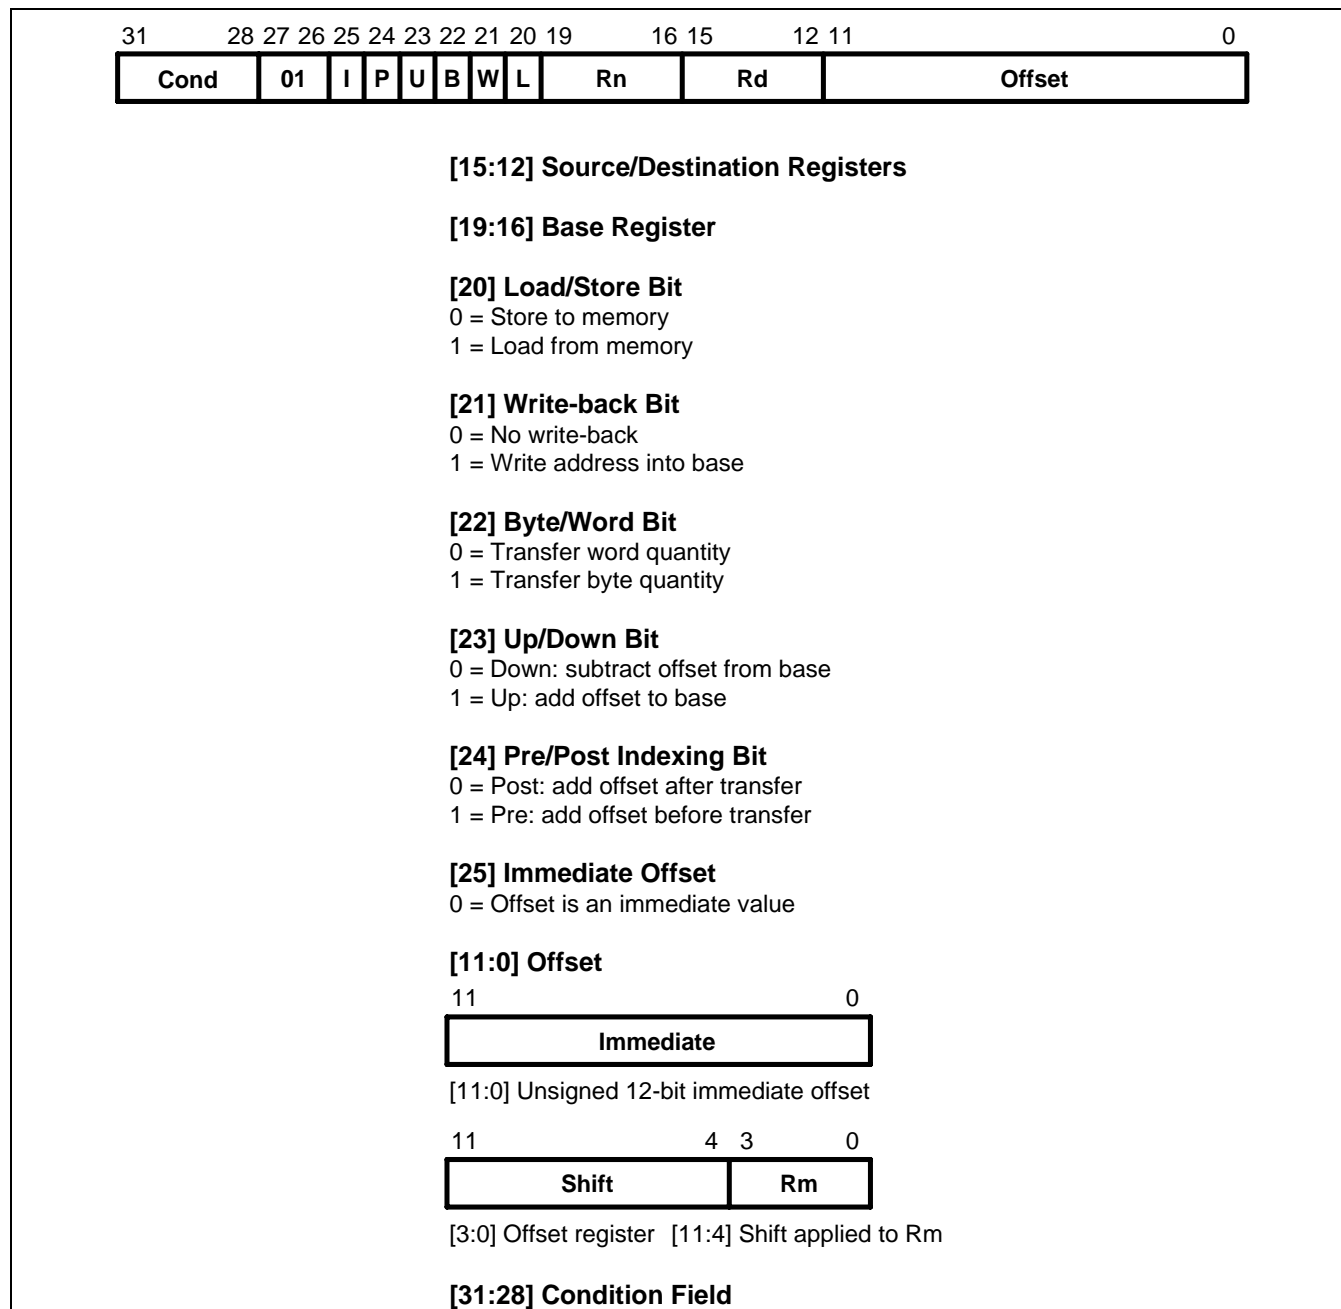 31 28 27 26 25 24 23 22 21 20 19 16 15 12 11 0
Cond 01 I P U B W L Rn Rd Offset
[15:12] Source/Destination Registers
[19:16] Base Register
[20] Load/Store Bit
0 = Store to memory
1 = Load from memory
[21] Write-back Bit
0 = No write-back
1 = Write address into base
[22] Byte/Word Bit
0 = Transfer word quantity
1 = Transfer byte quantity
[23] Up/Down Bit
0 = Down: subtract offset from base
1 = Up: add offset to base
[24] Pre/Post Indexing Bit
0 = Post: add offset after transfer
1 = Pre: add offset before transfer
[25] Immediate Offset
0 = Offset is an immediate value
[11:0] Offset
11 0
Immediate
[11:0] Unsigned 12-bit immediate offset
11 4 3 0
Shift Rm
[3:0] Offset register [11:4] Shift applied to Rm
[31:28] Condition Field